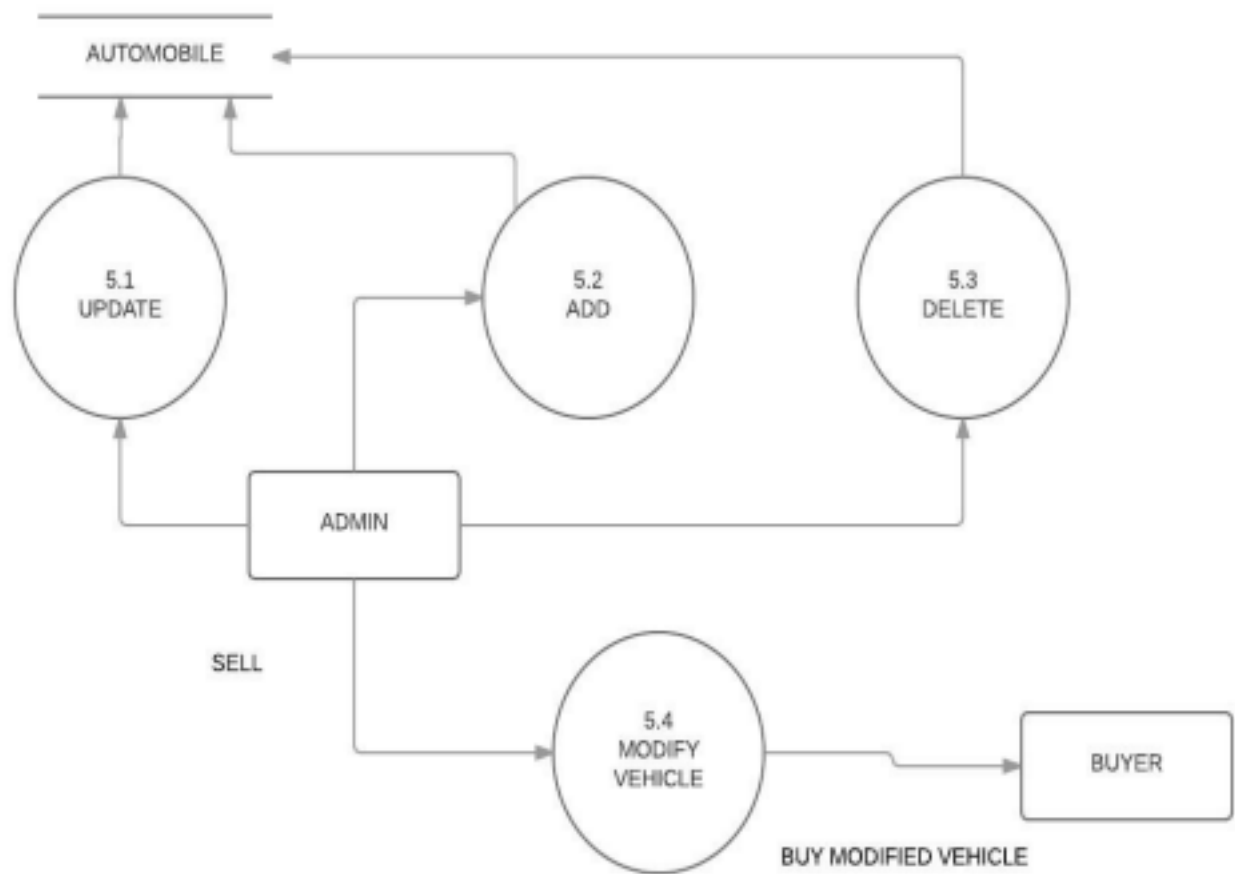 AUTOMOBILE
5.1
UPDATE
5.2
ADD
5.3
DELETE
ADMIN
SELL
5.4
MODIFY
VEHICLE
BUYER
BUY MODIFIED VEHICLE